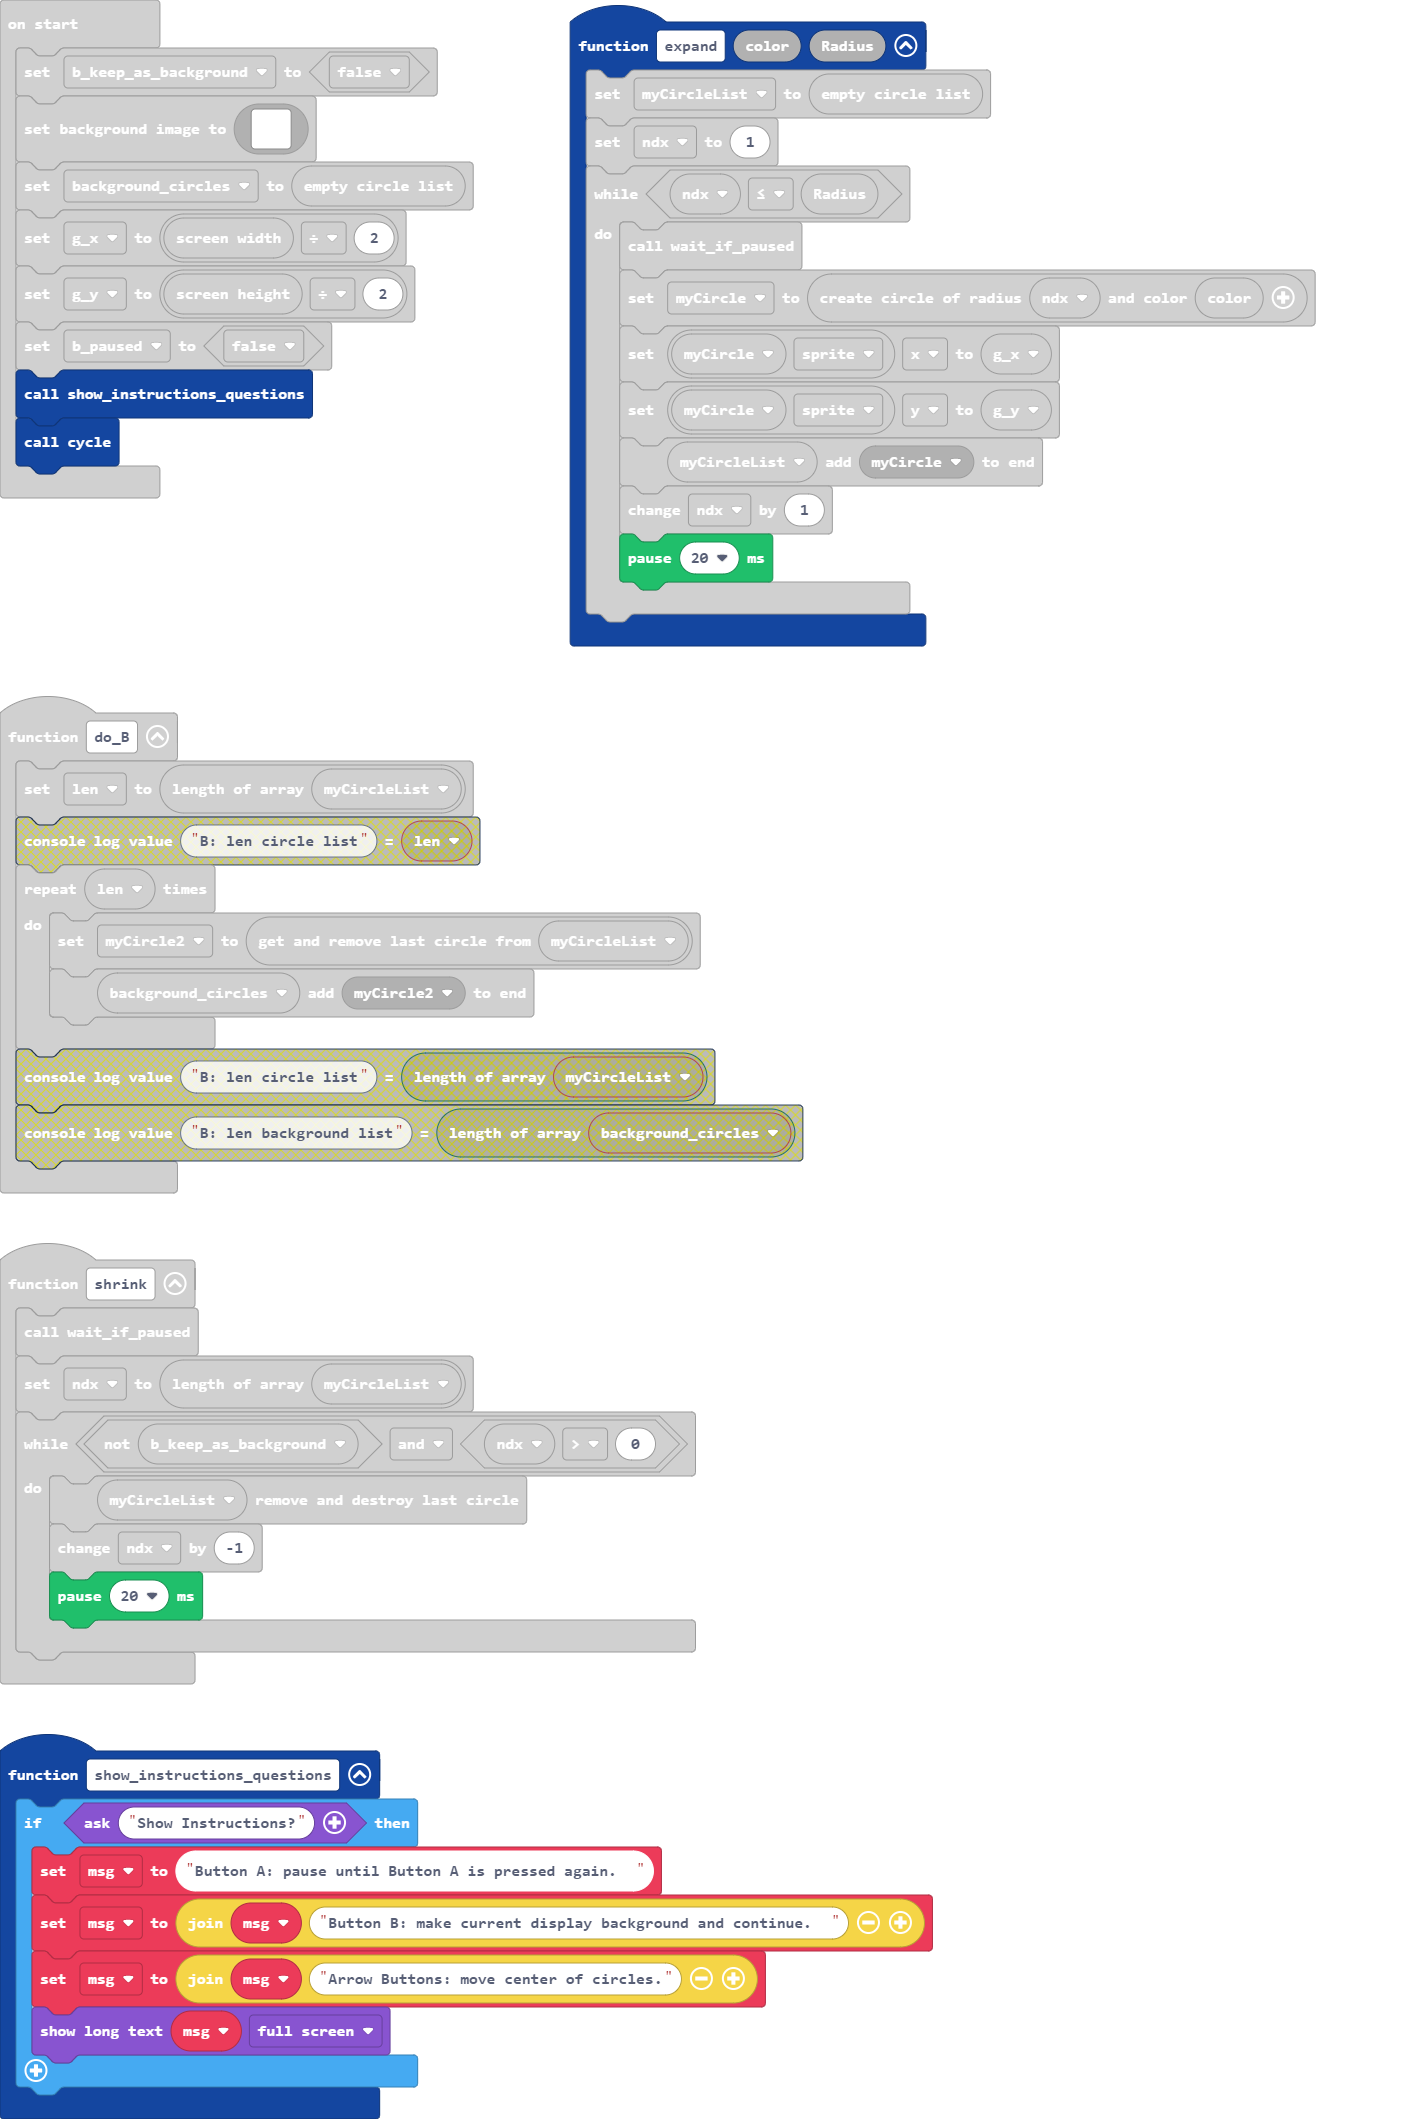 on start
set b_keep_as_background to false
set background image to
set background_circles to empty circle list
set g_x to screen width ÷ 2
set g_y to screen height ÷ 2
set b_paused to false
call show_instructions_questions
call cycle
function expand color Radius
set myCircleList to empty circle list
set ndx to 1
while ndx ≤ Radius
do
call wait_if_paused
set myCircle to create circle of radius ndx and color color
set myCircle sprite x to g_x
set myCircle sprite y to g_y
myCircleList add myCircle to end
change ndx by 1
pause 20 ms
function do_B
set len to length of array myCircleList
console log value "B: len circle list" = len
repeat len times
do
set myCircle2 to get and remove last circle from myCircleList
background_circles add myCircle2 to end
console log value "B: len circle list" = length of array myCircleList
console log value "B: len background list" = length of array background_circles
function shrink
call wait_if_paused
set ndx to length of array myCircleList
while not b_keep_as_background and ndx > 0
do
myCircleList remove and destroy last circle
change ndx by -1
pause 20 ms
function show_instructions_questions
if ask "Show Instructions?" then
set msg to "Button A: pause until Button A is pressed again. "
set msg to join msg "Button B: make current display background and continue. "
set msg to join msg "Arrow Buttons: move center of circles."
show long text msg full screen